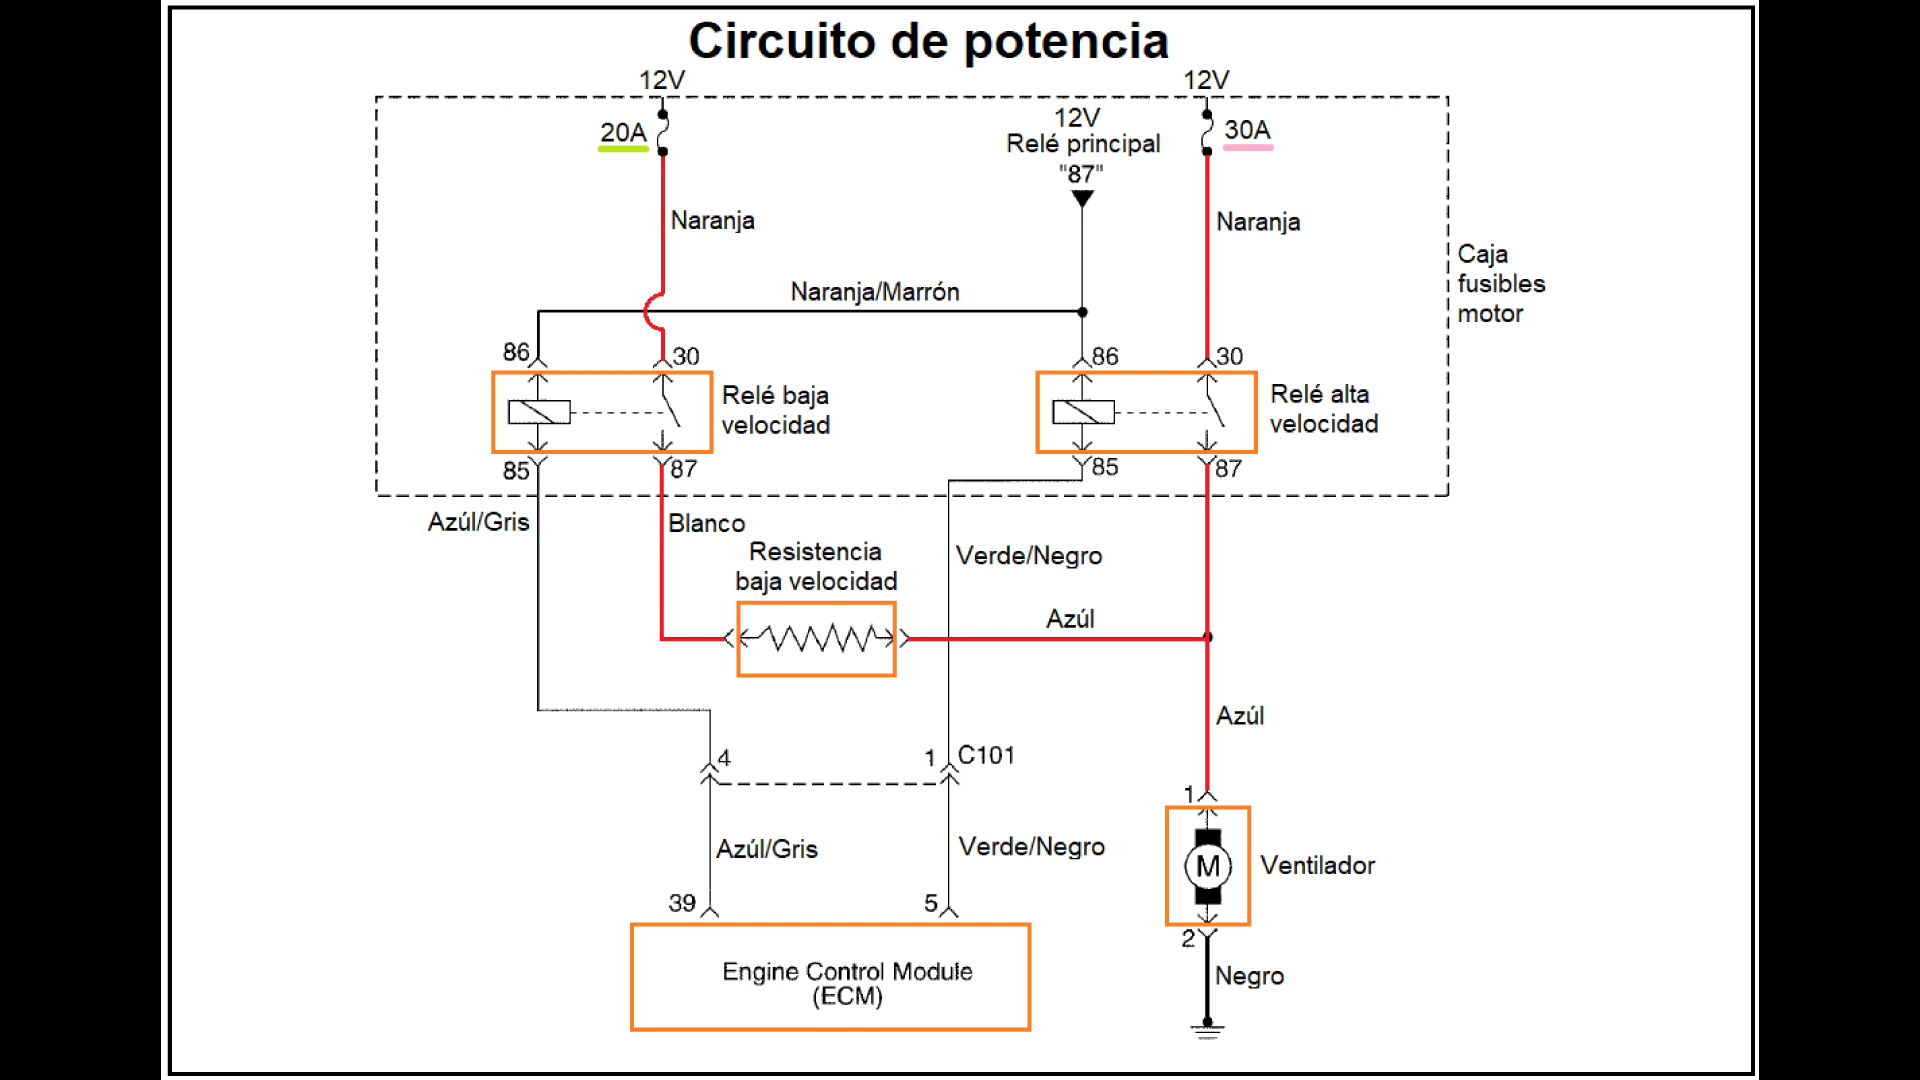 Circuito de potencia
12V
12V
20A
12V
Relé principal
"87"
30A
Naranja
Naranja
Caja
fusibles
motor
Naranja/Marrón
86
30
86
30
Relé baja
velocidad
Relé alta
velocidad
85
87
85
87
Azúl/Gris
Blanco
Resistencia
baja velocidad
Verde/Negro
Azúl
Azúl
4
1
C101
1
Azúl/Gris
Verde/Negro
M
Ventilador
39
5
2
Engine Control Module
(ECM)
Negro